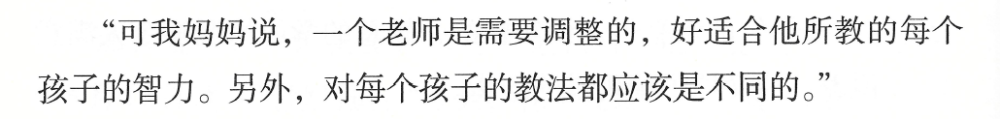 “可我妈妈说，一个老师是需要调整的，好适合他所教的每个
孩子的智力。另外，对每个孩子的教法都应该是不同的。”